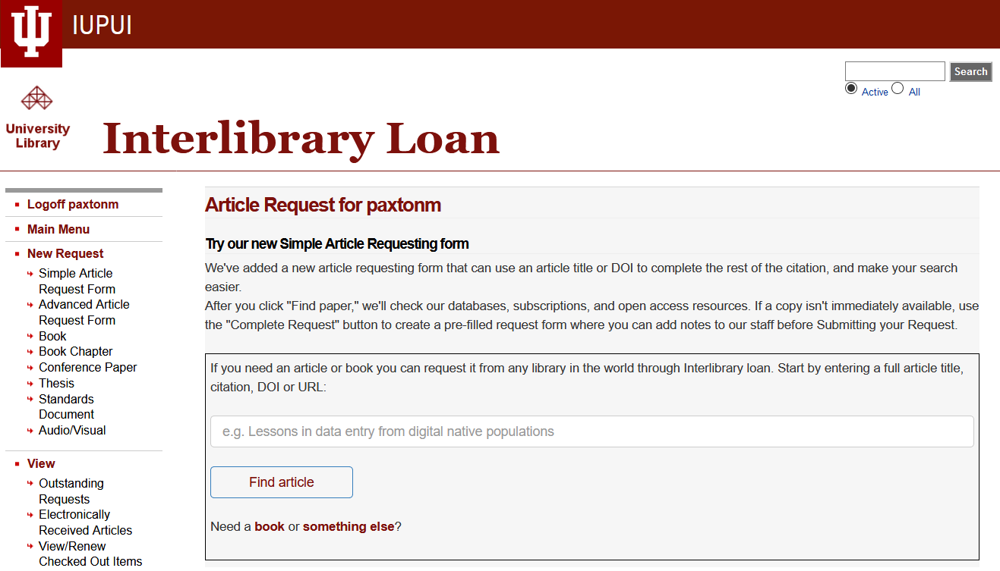 IUPUI
Search
Active All
University
Library
Interlibrary Loan
Logoff paxtonm
Main Menu
New Request
Simple Article
Request Form
Advanced Article
Request Form
Book
Book Chapter
Conference Paper
Thesis
Standards
Document
Audio/Visual
View
Outstanding
Requests
Electronically
Received Articles
View/Renew
Checked Out Items
Article Request for paxtonm
Try our new Simple Article Requesting form
We've added a new article requesting form that can use an article title or DOI to complete the rest of the citation, and make your search
easier.
After you click "Find paper," we'll check our databases, subscriptions, and open access resources. If a copy isn't immediately available, use
the "Complete Request" button to create a pre-filled request form where you can add notes to our staff before Submitting your Request.
If you need an article or book you can request it from any library in the world through Interlibrary loan. Start by entering a full article title,
citation, DOI or URL:
e.g. Lessons in data entry from digital native populations
Find article
Need a book or something else?